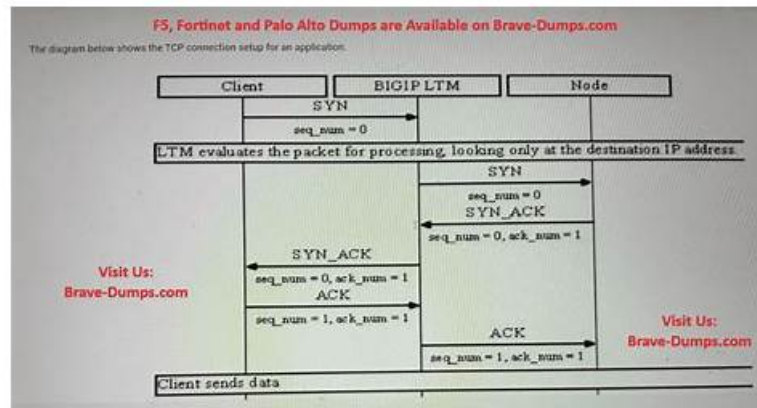 F5, Fortinet and Palo Alto Dumps are Available on Brave-Dumps.com
The diagram below shows the TCP connection setup for an application.
Client BIGIP LTM Node
SYN
seq_num = 0
LTM evaluates the packet for processing, looking only at the destination IP address.
SYN
seq_num = 0
SYN_ACK
seq_num = 0, ack_num = 1
SYN_ACK
seq_num = 0, ack_num = 1
Visit Us:
Brave-Dumps.com
ACK
seq_num = 1, ack_num = 1
Visit Us:
Brave-Dumps.com
ACK
seq_num = 1, ack_num = 1
Client sends data